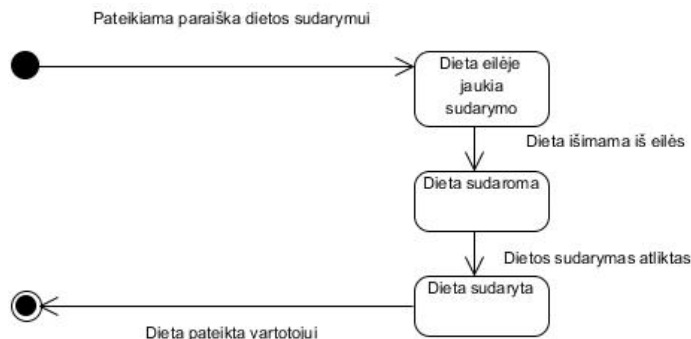 Pateikiama paraiška dietos sudarymui
Dieta eilėje
jaukia
sudarymo
Dieta išimama iš eilės
Dieta sudaroma
Dietos sudarymas atliktas
Dieta sudaryta
Dieta pateikta vartotojui